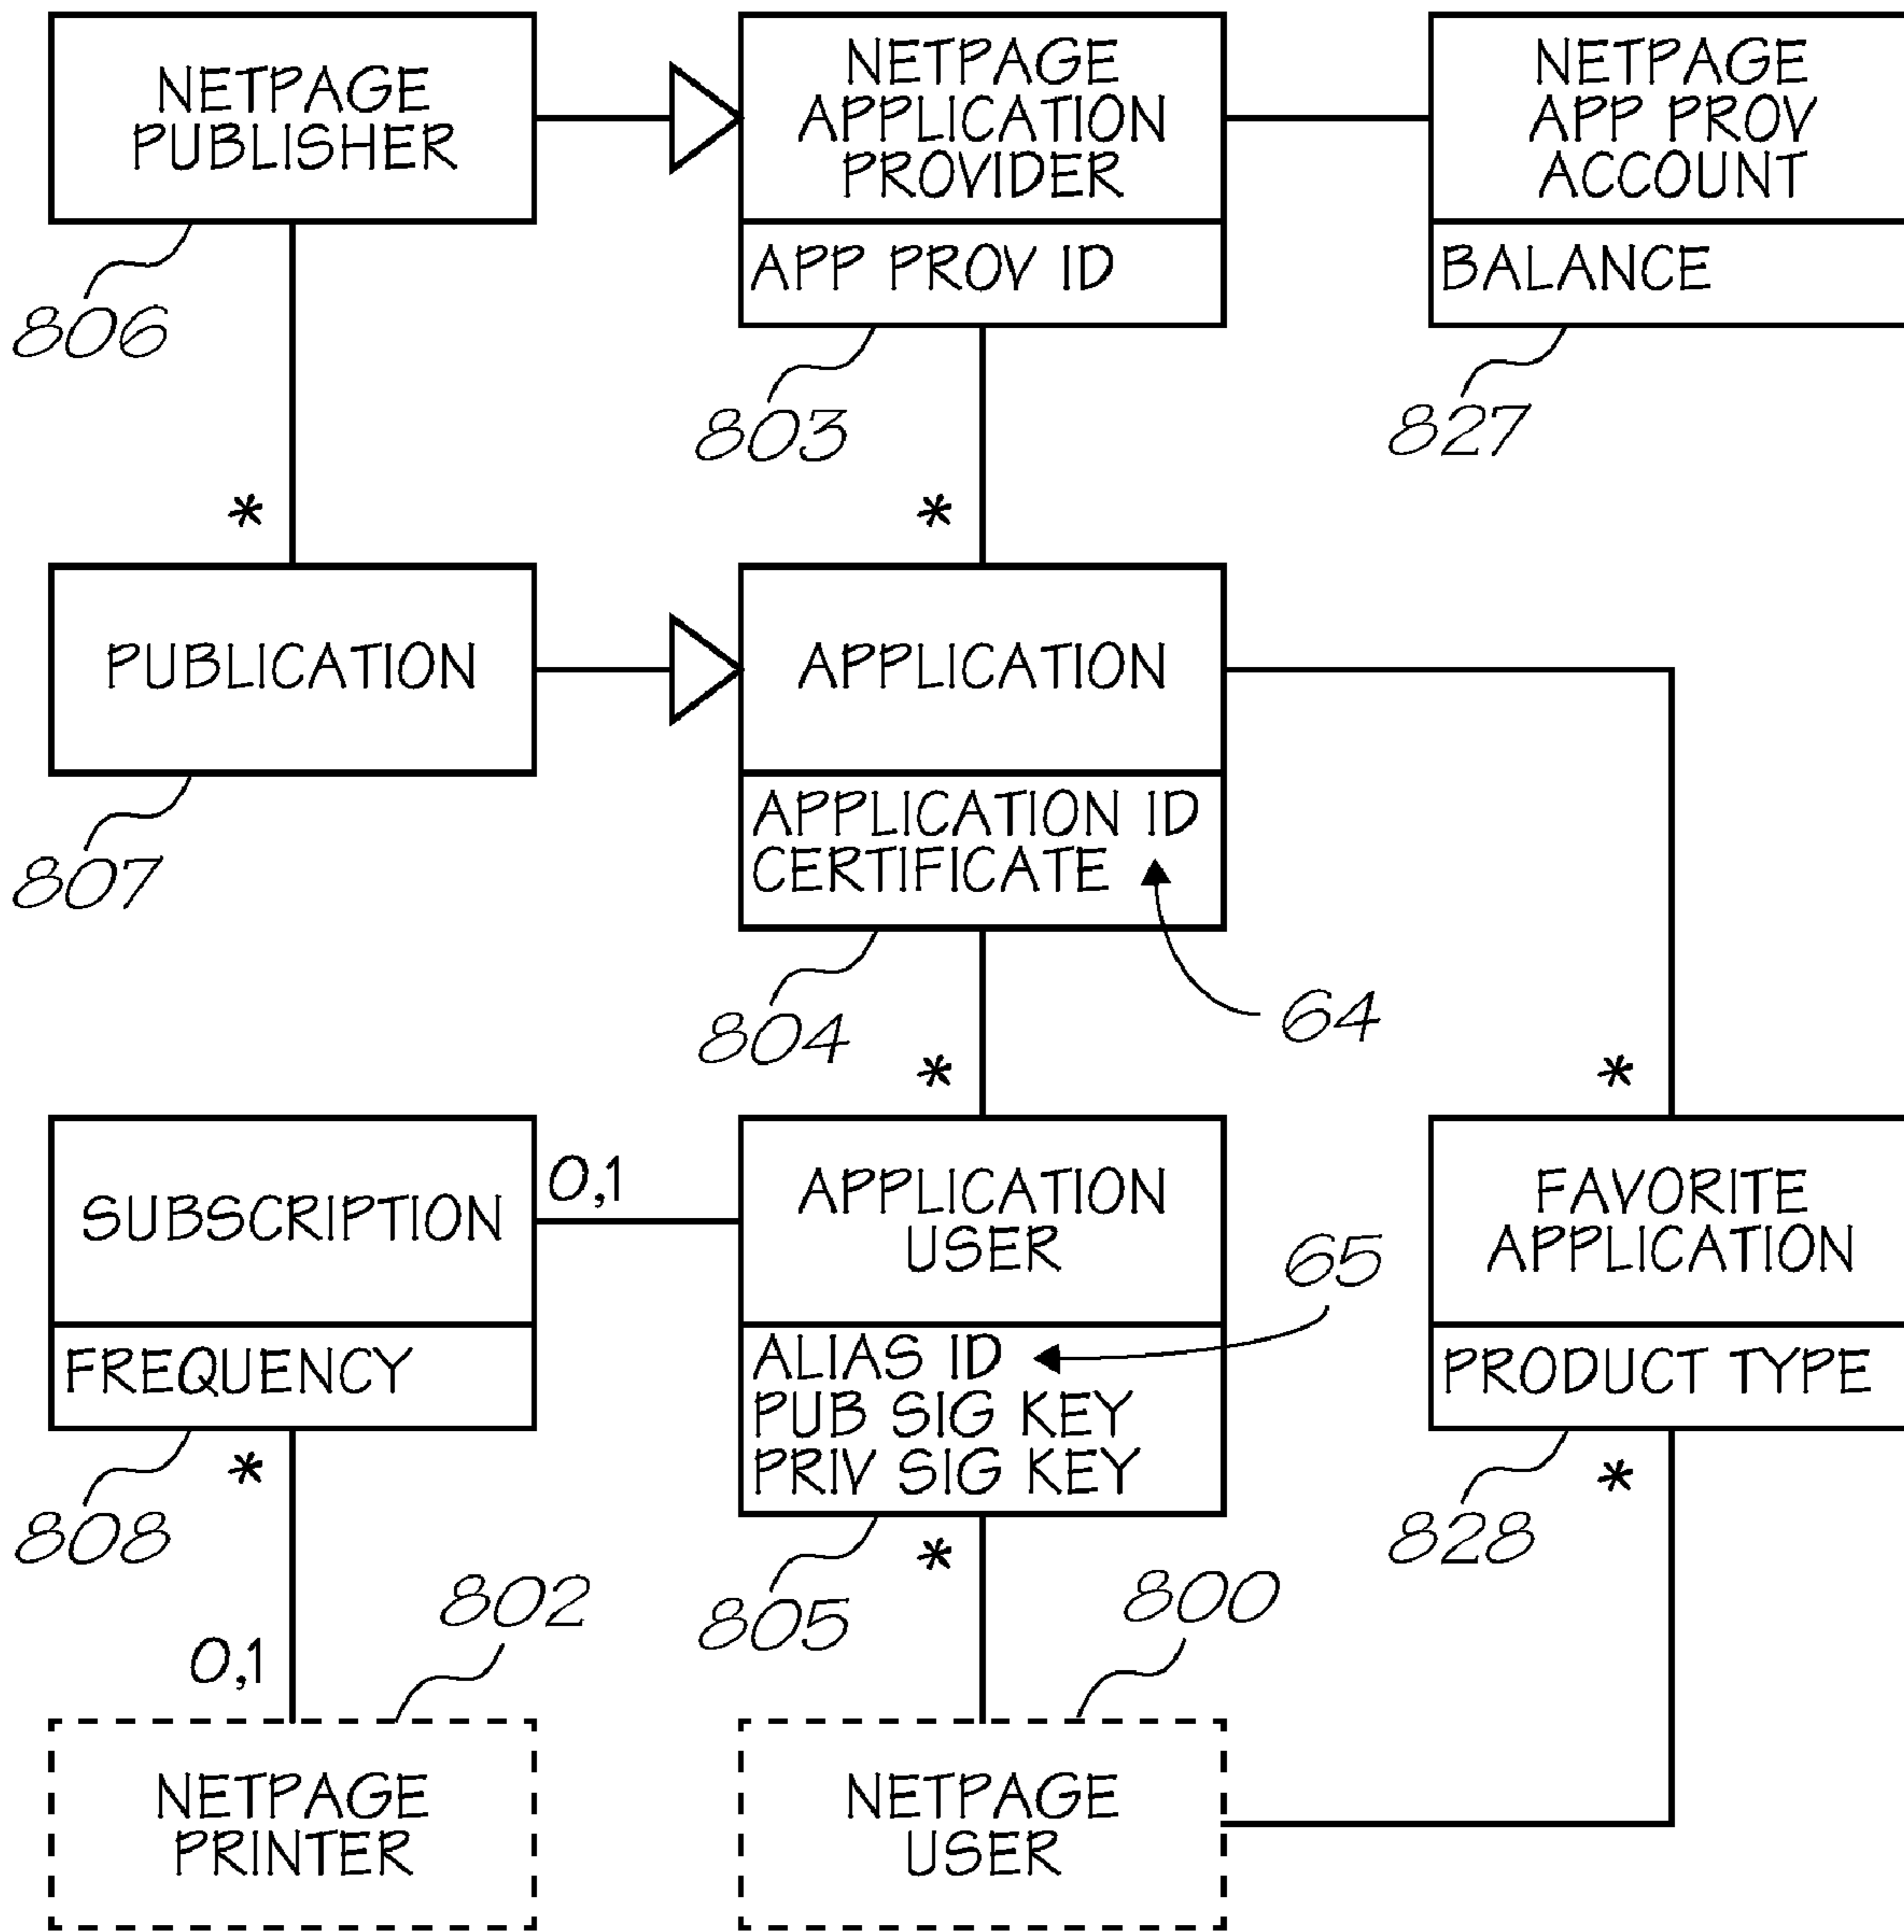 NETPAGE
PUBLISHER
806
NETPAGE
APPLICATION
PROVIDER
APP PROV ID
803
NETPAGE
APP PROV
ACCOUNT
BALANCE
827
*
*
PUBLICATION
807
APPLICATION
APPLICATION ID
CERTIFICATE
64
804
*
*
SUBSCRIPTION
FREQUENCY
0,1
808
*
APPLICATION
USER
ALIAS ID
PUB SIG KEY
PRIV SIG KEY
65
805
*
FAVORITE
APPLICATION
PRODUCT TYPE
828
*
802
0,1
800
NETPAGE
PRINTER
NETPAGE
USER